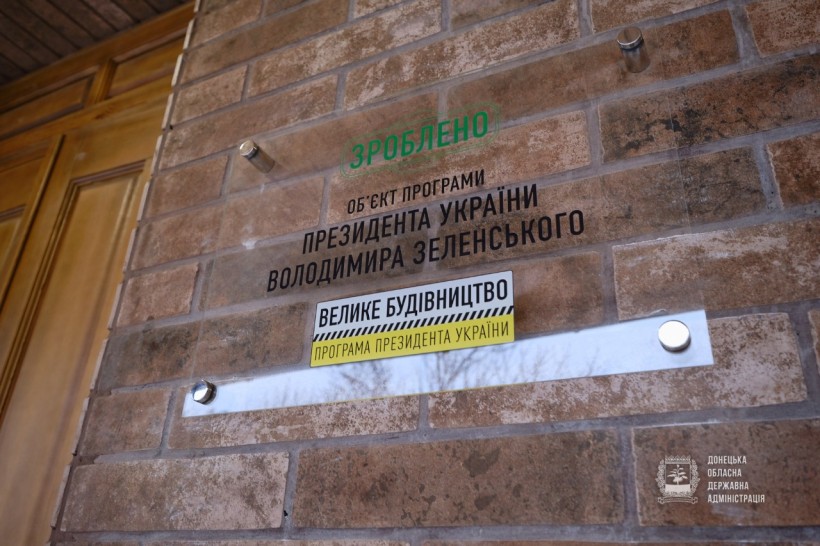 ЗРОБЛЕНО
ОБ'ЄКТ ПРОГРАМИ
ПРЕЗИДЕНТА УКРАЇНИ
ВОЛОДИМИРА ЗЕЛЕНСЬКОГО
ВЕЛИКЕ БУДІВНИЦТВО
ПРОГРАМА ПРЕЗИДЕНТА УКРАЇНИ
ДОНЕЦЬКА
ОБЛАСНА
ДЕРЖАВНА
АДМІНІСТРАЦІЯ